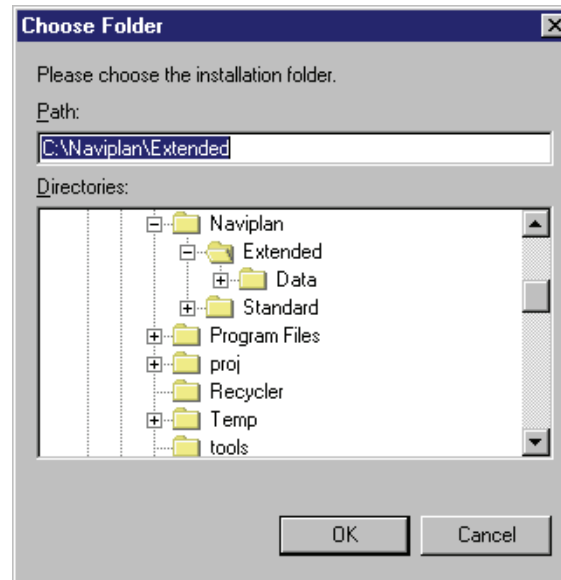 Choose Folder
Please choose the installation folder.
Path:
C:\Naviplan\Extended
Directories:
Naviplan
Extended
Data
Standard
Program Files
proj
Recycler
Temp
tools
OK Cancel